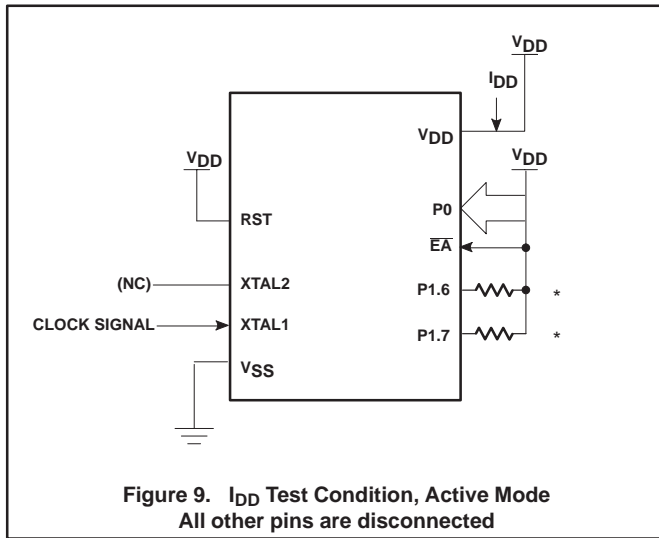 VDD
IDD
VDD
VDD
VDD
P0
RST
EA
(NC)
XTAL2
P1.6
*
CLOCK SIGNAL
XTAL1
P1.7
*
VSS
Figure 9. IDD Test Condition, Active Mode
All other pins are disconnected